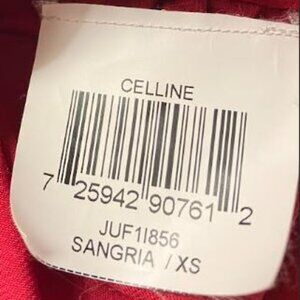 CELLINE
7 25942 90761 2
JUF1I856
SANGRIA / XS